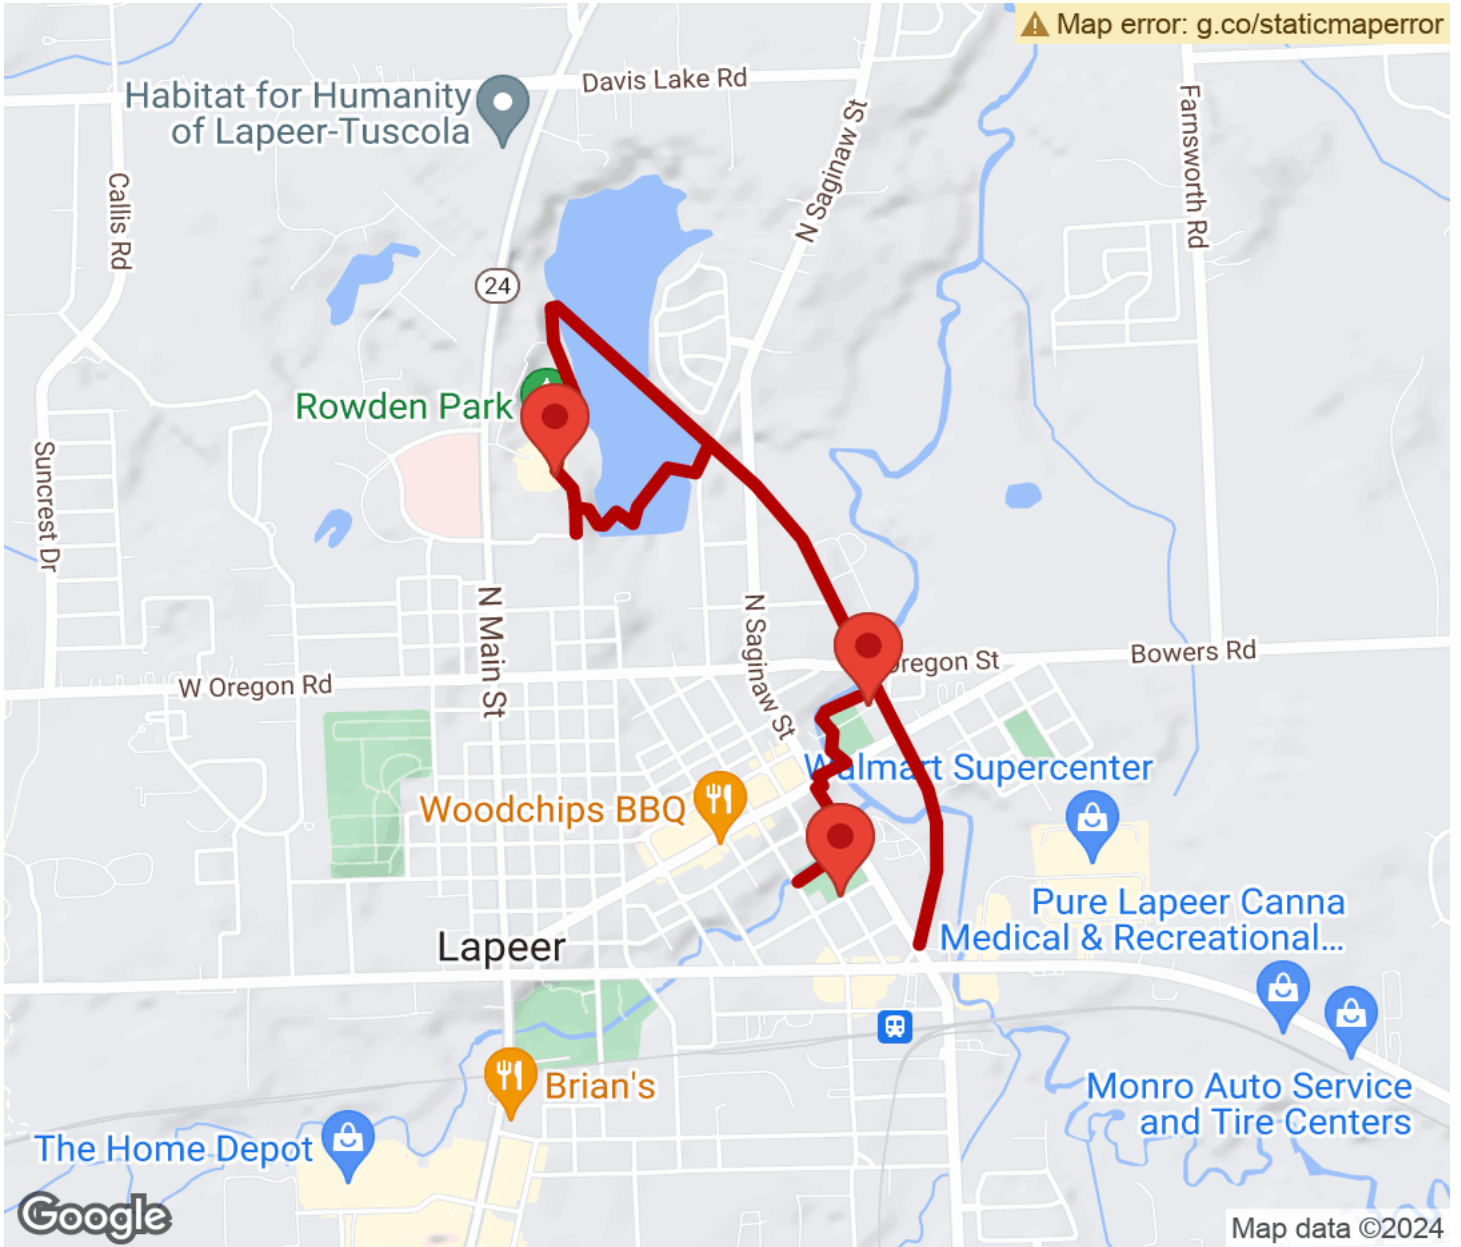 Map error: g.co/staticmaperror
Davis Lake Rd
Habitat for Humanity
of Lapeer-Tuscola
N Saginaw St
Farnsworth Rd
Callis Rd
24
Rowden Park
Suncrest Dr
N Main St
N Saginaw St
Oregon St
Bowers Rd
W Oregon Rd
Walmart Supercenter
Woodchips BBQ
Pure Lapeer Canna
Medical & Recreational...
Lapeer
Brian's
Monro Auto Service
and Tire Centers
The Home Depot
Google
Map data ©2024